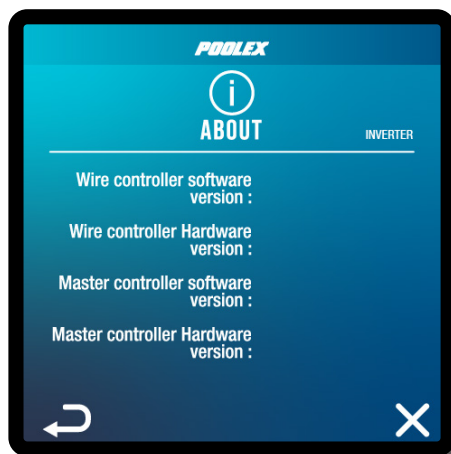 POOLEX
ABOUT
INVERTER
Wire controller software
version :
Wire controller Hardware
version :
Master controller software
version :
Master controller Hardware
version :